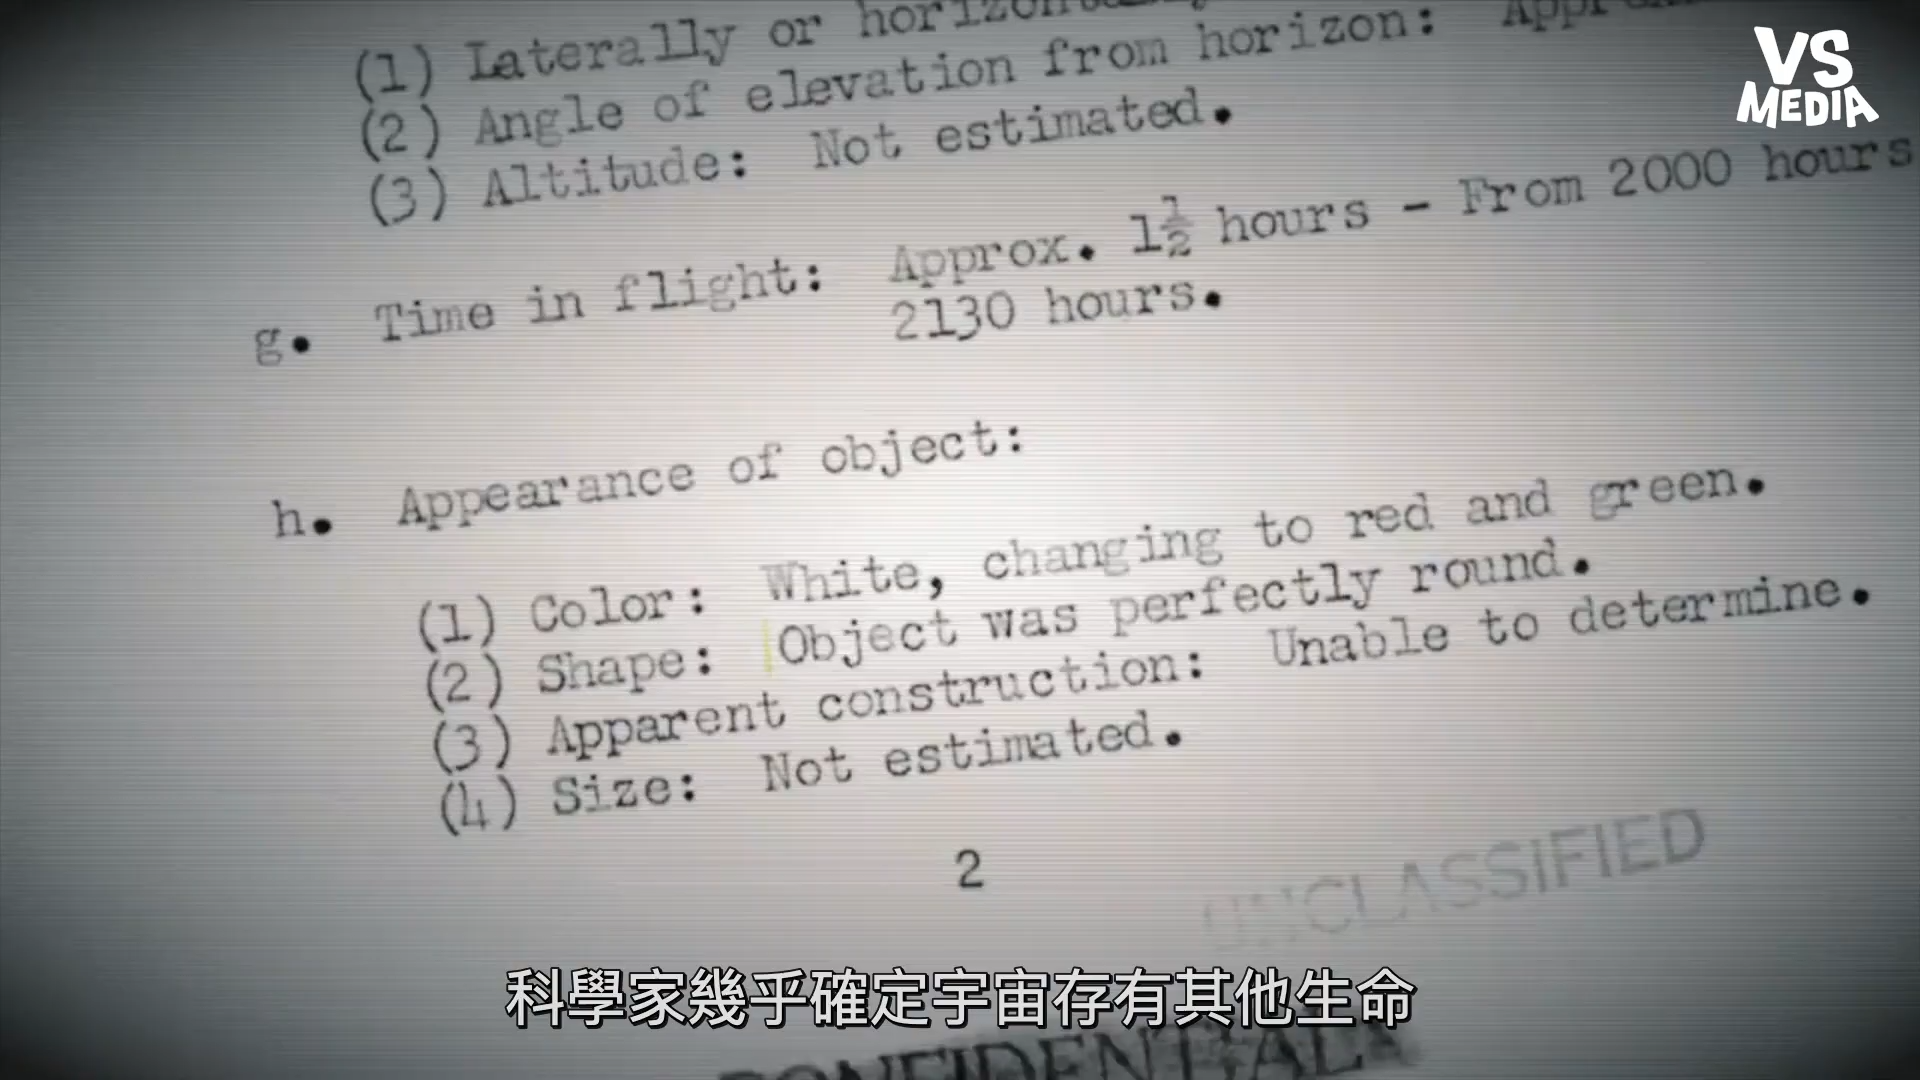 (1) Laterally or
(2) Angle of elevation from horizon:
(3) Altitude: Not estimated.
g. Time in flight: Approx. 1½ hours - From 2000 hours
2130 hours.
h. Appearance of object:
(1) Color: White, changing to red and green.
(2) Shape: Object was perfectly round.
(3) Apparent construction: Unable to determine.
(4) Size: Not estimated.
2
UNCLASSIFIED
科學家幾乎確定宇宙存有其他生命
CONFIDENTIAL
VS
MEDIA